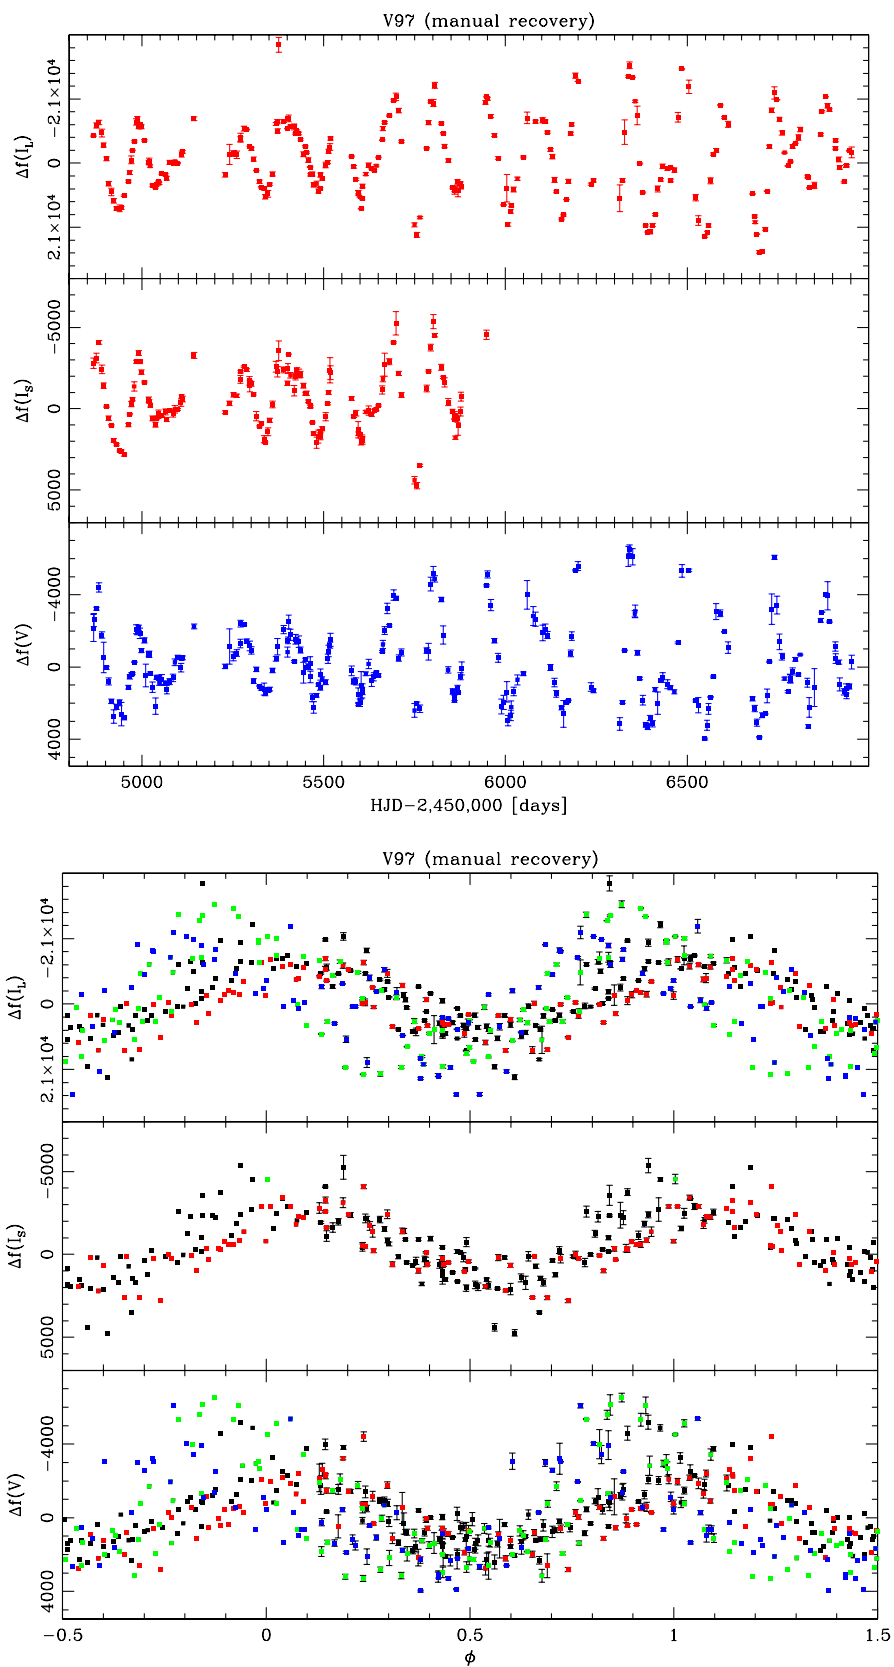 V97 (manual recovery)
Δf(I_L)
−2.1×10⁴
0
2.1×10⁴
Δf(I_S)
−5000
0
5000
Δf(V)
−4000
0
4000
5000 5500 6000 6500
HJD−2,450,000 [days]
V97 (manual recovery)
Δf(I_L)
−2.1×10⁴
0
2.1×10⁴
Δf(I_S)
−5000
0
5000
Δf(V)
−4000
0
4000
−0.5 0 0.5 1 1.5
ϕ